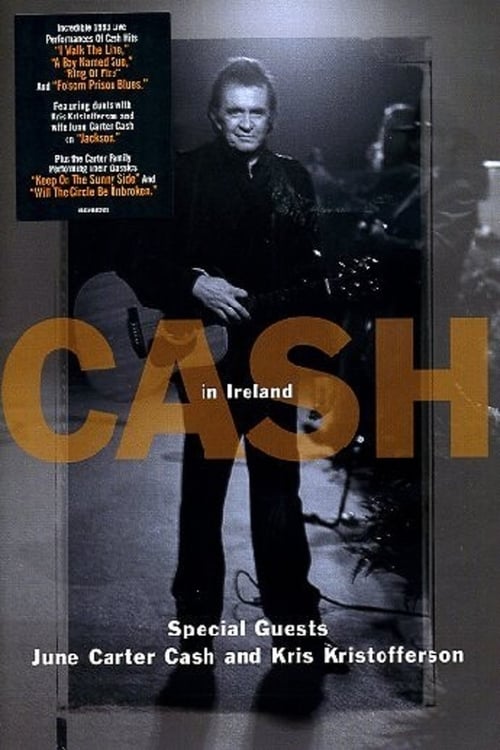 Incredible 1993 Live
Performances Of Cash Hits
"I Walk The Line,"
"A Boy Named Sue,"
"Ring Of Fire"
And "Folsom Prison Blues."
Featuring duets with
Kris Kristofferson and
wife June Carter Cash
on "Jackson."
Plus the Carter Family
Performing their classics
"Keep On The Sunny Side" And
"Will The Circle Be Unbroken."
CASH
in Ireland
Special Guests
June Carter Cash and Kris Kristofferson